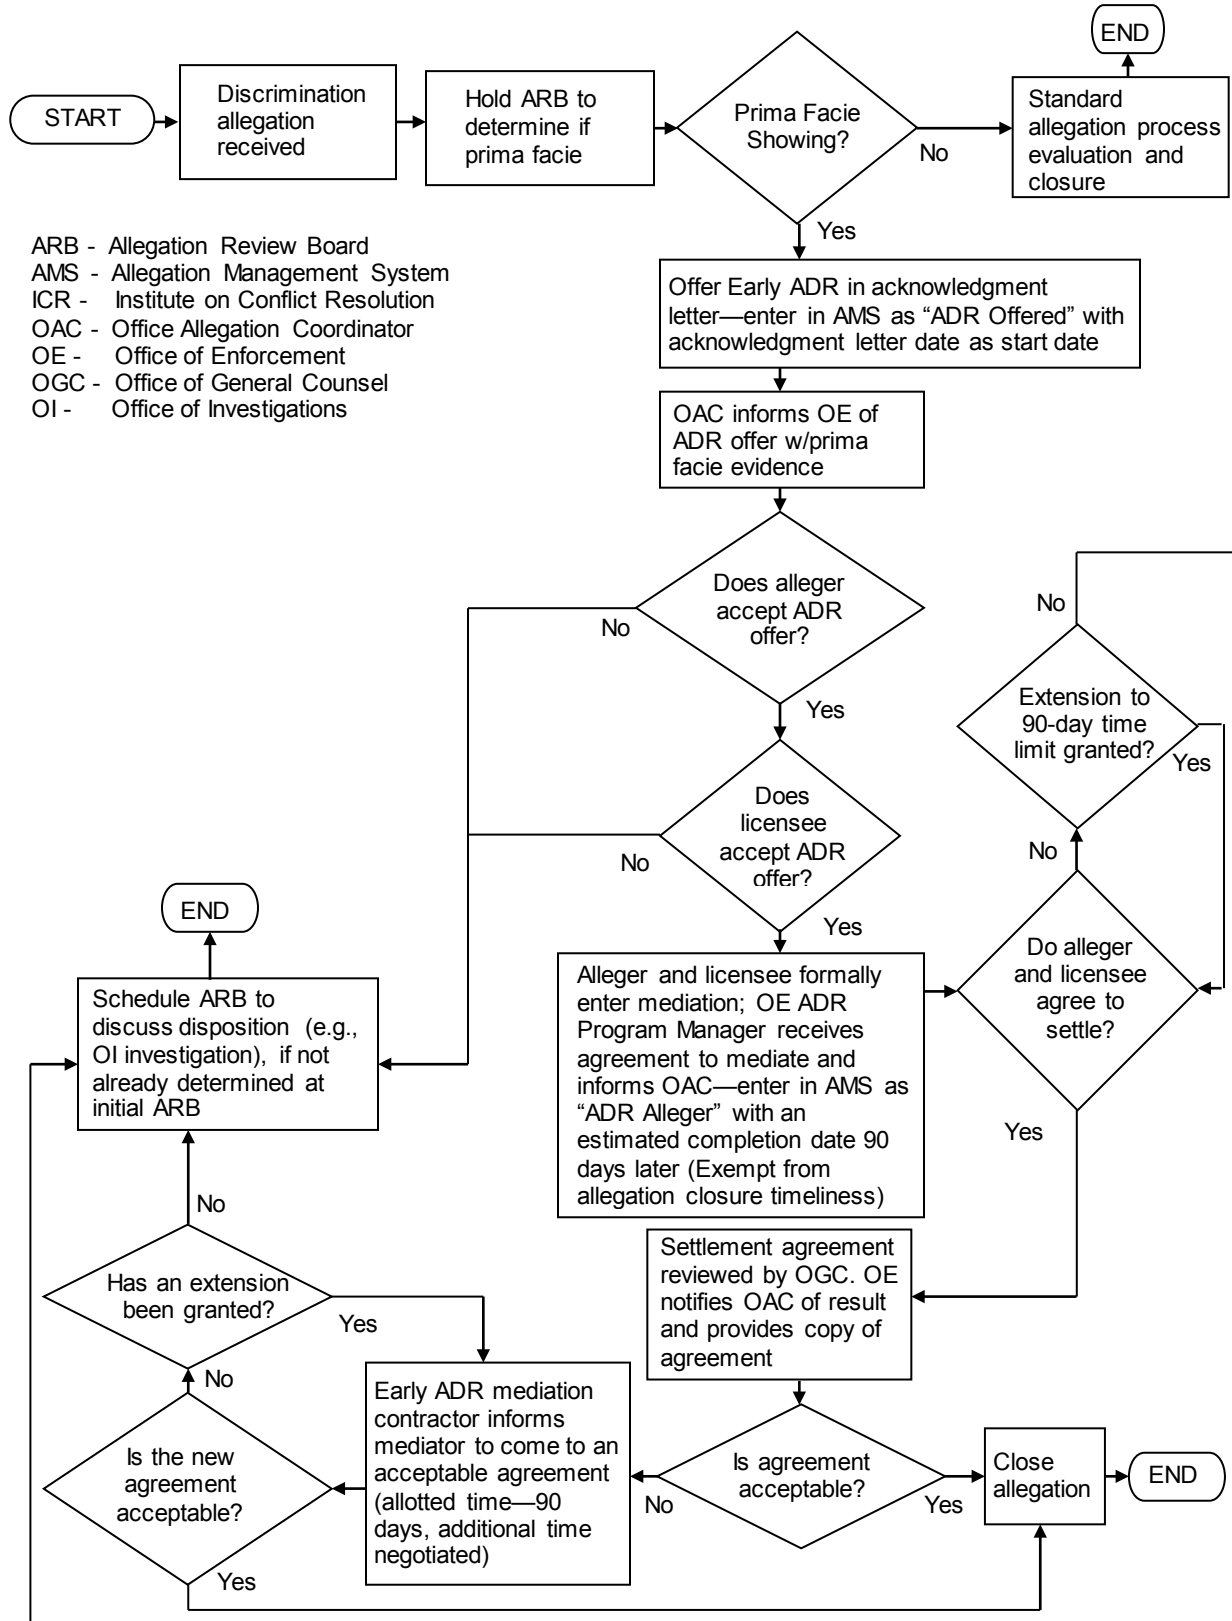 START
Discrimination
allegation
received
Hold ARB to
determine if
prima facie
Prima Facie
Showing?
No
Standard
allegation process
evaluation and
closure
END
Yes
ARB - Allegation Review Board
AMS - Allegation Management System
ICR - Institute on Conflict Resolution
OAC - Office Allegation Coordinator
OE - Office of Enforcement
OGC - Office of General Counsel
OI - Office of Investigations
Offer Early ADR in acknowledgment
letter—enter in AMS as “ADR Offered” with
acknowledgment letter date as start date
OAC informs OE of
ADR offer w/prima
facie evidence
Does alleger
accept ADR
offer?
No
Yes
Does
licensee
accept ADR
offer?
No
Yes
No
Extension to
90-day time
limit granted?
Yes
No
Do alleger
and licensee
agree to
settle?
Yes
Alleger and licensee formally
enter mediation; OE ADR
Program Manager receives
agreement to mediate and
informs OAC—enter in AMS as
“ADR Alleger” with an
estimated completion date 90
days later (Exempt from
allegation closure timeliness)
END
Schedule ARB to
discuss disposition (e.g.,
OI investigation), if not
already determined at
initial ARB
No
Has an extension
been granted?
Yes
Settlement agreement
reviewed by OGC. OE
notifies OAC of result
and provides copy of
agreement
No
Is the new
agreement
acceptable?
Yes
Early ADR mediation
contractor informs
mediator to come to an
acceptable agreement
(allotted time—90
days, additional time
negotiated)
Is agreement
acceptable?
No
Yes
Close
allegation
END